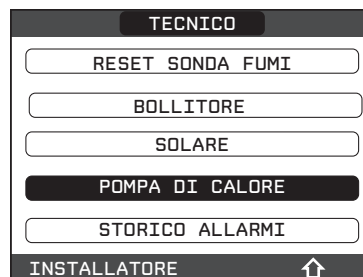 TECNICO
RESET SONDA FUMI
BOLLITORE
SOLARE
POMPA DI CALORE
STORICO ALLARMI
INSTALLATORE